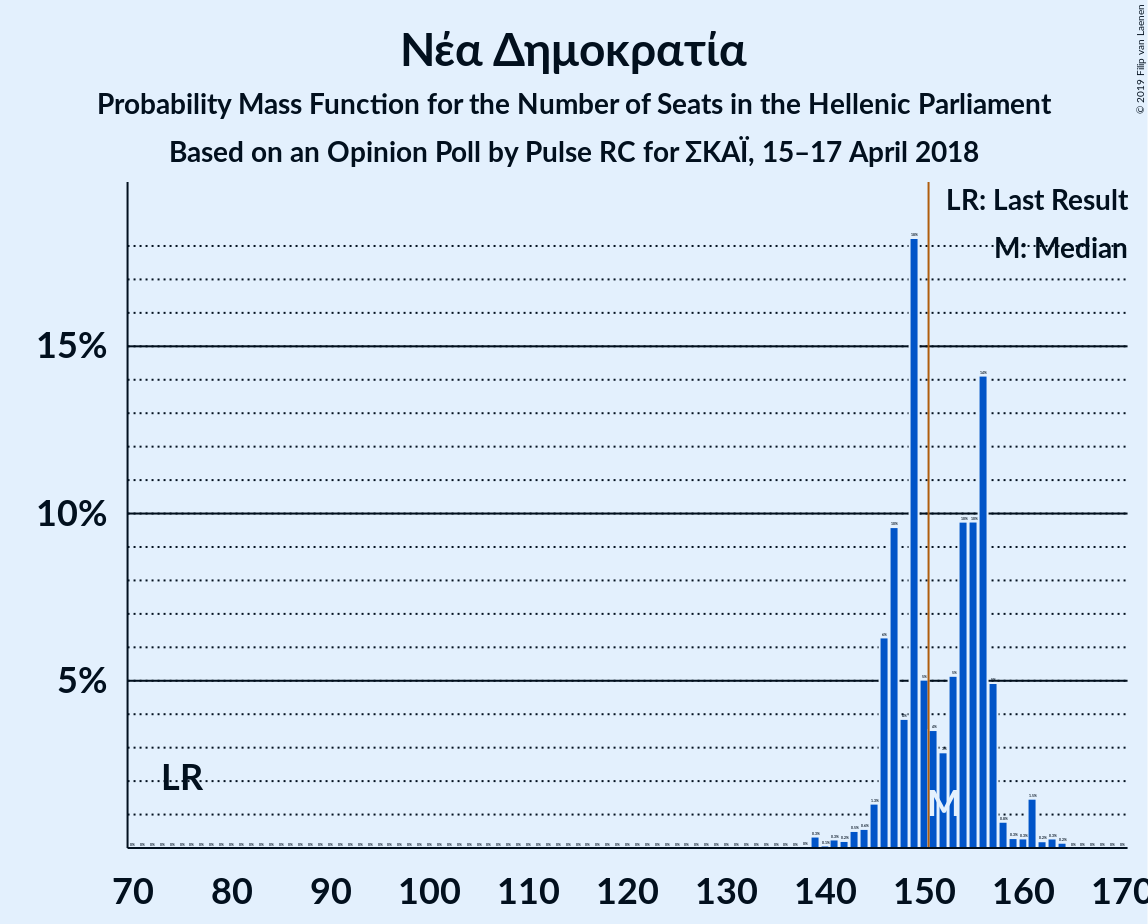 Νέα Δημοκρατία
Probability Mass Function for the Number of Seats in the Hellenic Parliament
Based on an Opinion Poll by Pulse RC for ΣΚΑΪ, 15–17 April 2018
© 2019 Filip van Laenen
LR: Last Result
M: Median
15%
10%
5%
LR
M
70 80 90 100 110 120 130 140 150 160 170